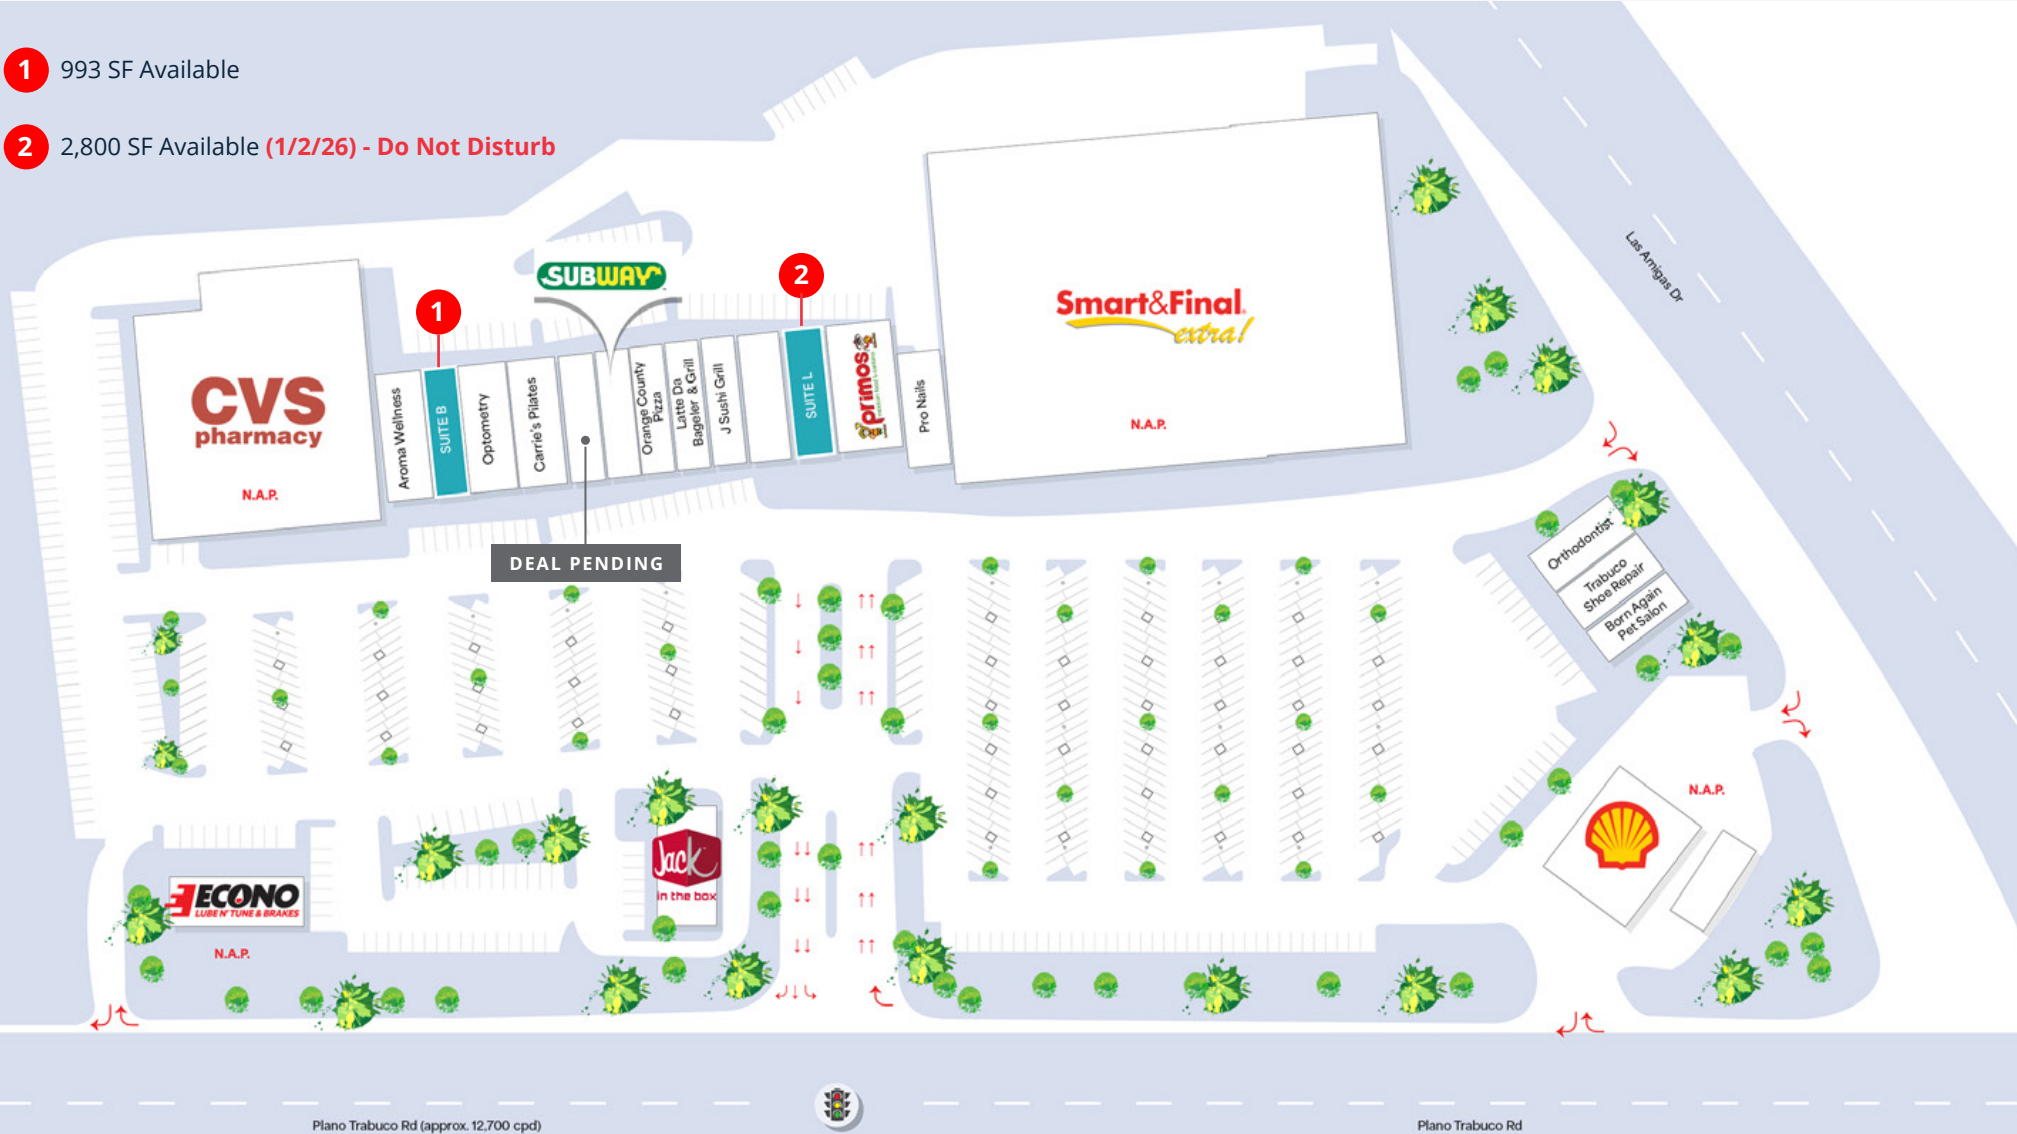 1 993 SF Available
2 2,800 SF Available (1/2/26) - Do Not Disturb
Las Amigas Dr
SUBWAY
1
2
CVS
pharmacy
N.A.P.
Aroma Wellness
SUITE B
Optometry
Carrie's Pilates
DEAL PENDING
Orange County
Pizza
Latte Da
Bageler & Grill
J Sushi Grill
SUITE L
primos
Pro Nails
Smart&Final
extra!
N.A.P.
Orthodontist
Trabuco
Shoe Repair
Born Again
Pet Salon
N.A.P.
ECONO
LUBE N' TUNE & BRAKES
N.A.P.
Jack
in the box
Plano Trabuco Rd (approx. 12,700 cpd)
Plano Trabuco Rd